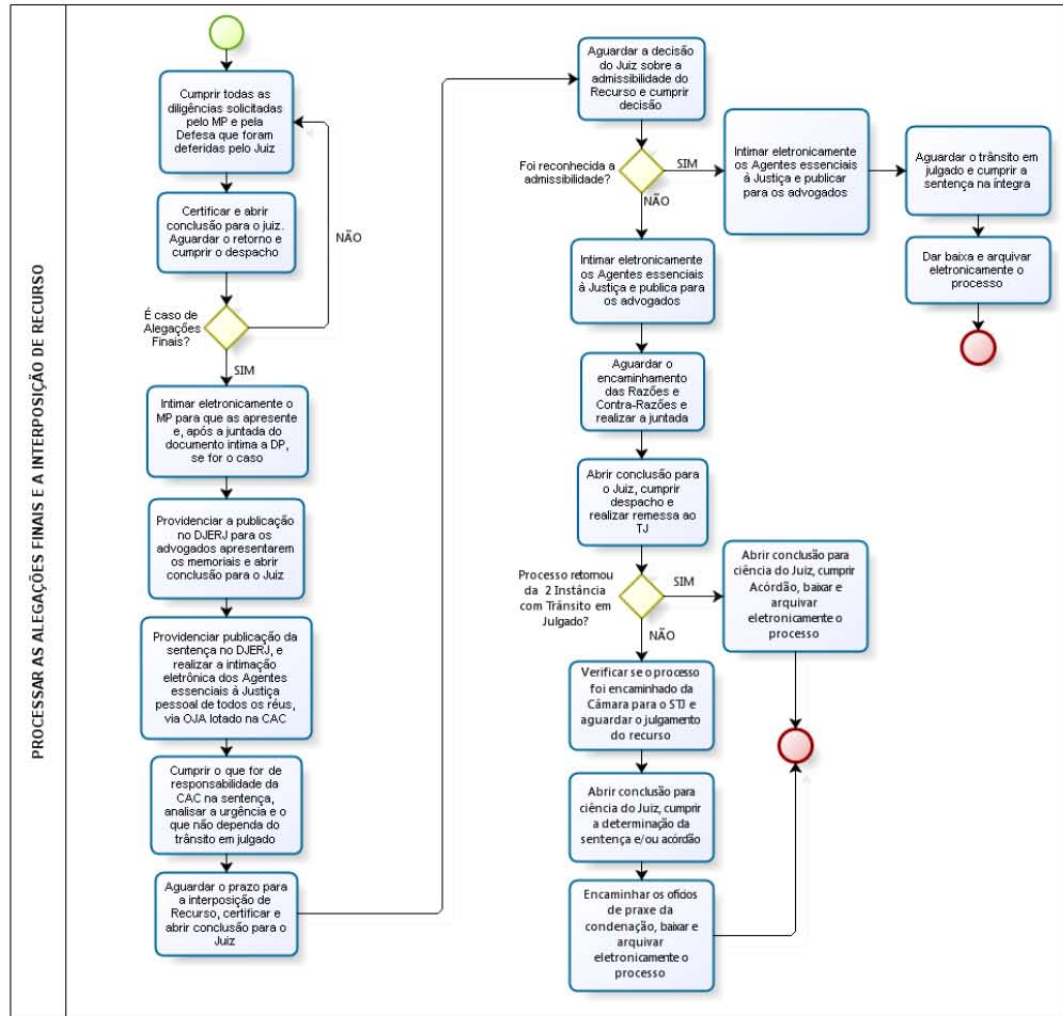 PROCESSAR AS ALEGAÇÕES FINAIS E A INTERPOSIÇÃO DE RECURSO
Cumprir todas as
diligências solicitadas
pelo MP e pela
Defesa que foram
deferidas pelo Juiz
Certificar e abrir
conclusão para o juiz.
Aguardar o retorno e
cumprir o despacho
NÃO
É caso de
Alegações
Finais?
SIM
Intimar eletronicamente o
MP para que as apresente
e, após a juntada do
documento intima a DP,
se for o caso
Providenciar a publicação
no DJERJ para os
advogados apresentarem
os memoriais e abrir
conclusão para o Juiz
Providenciar publicação da
sentença no DJERJ, e
realizar a intimação
eletrônica dos Agentes
essenciais à Justiça
pessoal de todos os réus,
via OJA lotado na CAC
Cumprir o que for de
responsabilidade da
CAC na sentença,
analisar a urgência e o
que não dependa do
trânsito em julgado
Aguardar o prazo para
a interposição de
Recurso, certificar e
abrir conclusão para o
Juiz
Aguardar a decisão
do Juiz sobre a
admissibilidade do
Recurso e cumprir
decisão
Foi reconhecida a
admissibilidade?
SIM
Intimar eletronicamente
os Agentes essenciais
à Justiça e publicar
para os advogados
Aguardar o trânsito em
julgado e cumprir a
sentença na íntegra
Dar baixa e arquivar
eletronicamente o
processo
NÃO
Intimar eletronicamente
os Agentes essenciais
à Justiça e publica para
os advogados
Aguardar o
encaminhamento
das Razões e
Contra-Razões e
realizar a juntada
Abrir conclusão para
o Juiz, cumprir
despacho e
realizar remessa ao
TJ
Processo retornou
da 2 Instância
com Trânsito em
Julgado?
SIM
Abrir conclusão para
ciência do Juiz, cumprir
Acórdão, baixar e
arquivar
eletronicamente o
processo
NÃO
Verificar se o processo
foi encaminhado da
Câmara para o STJ e
aguardar o julgamento
do recurso
Abrir conclusão para
ciência do Juiz, cumprir
a determinação da
sentença e/ou acórdão
Encaminhar os ofícios
de praxe da
condenação, baixar e
arquivar
eletronicamente o
processo